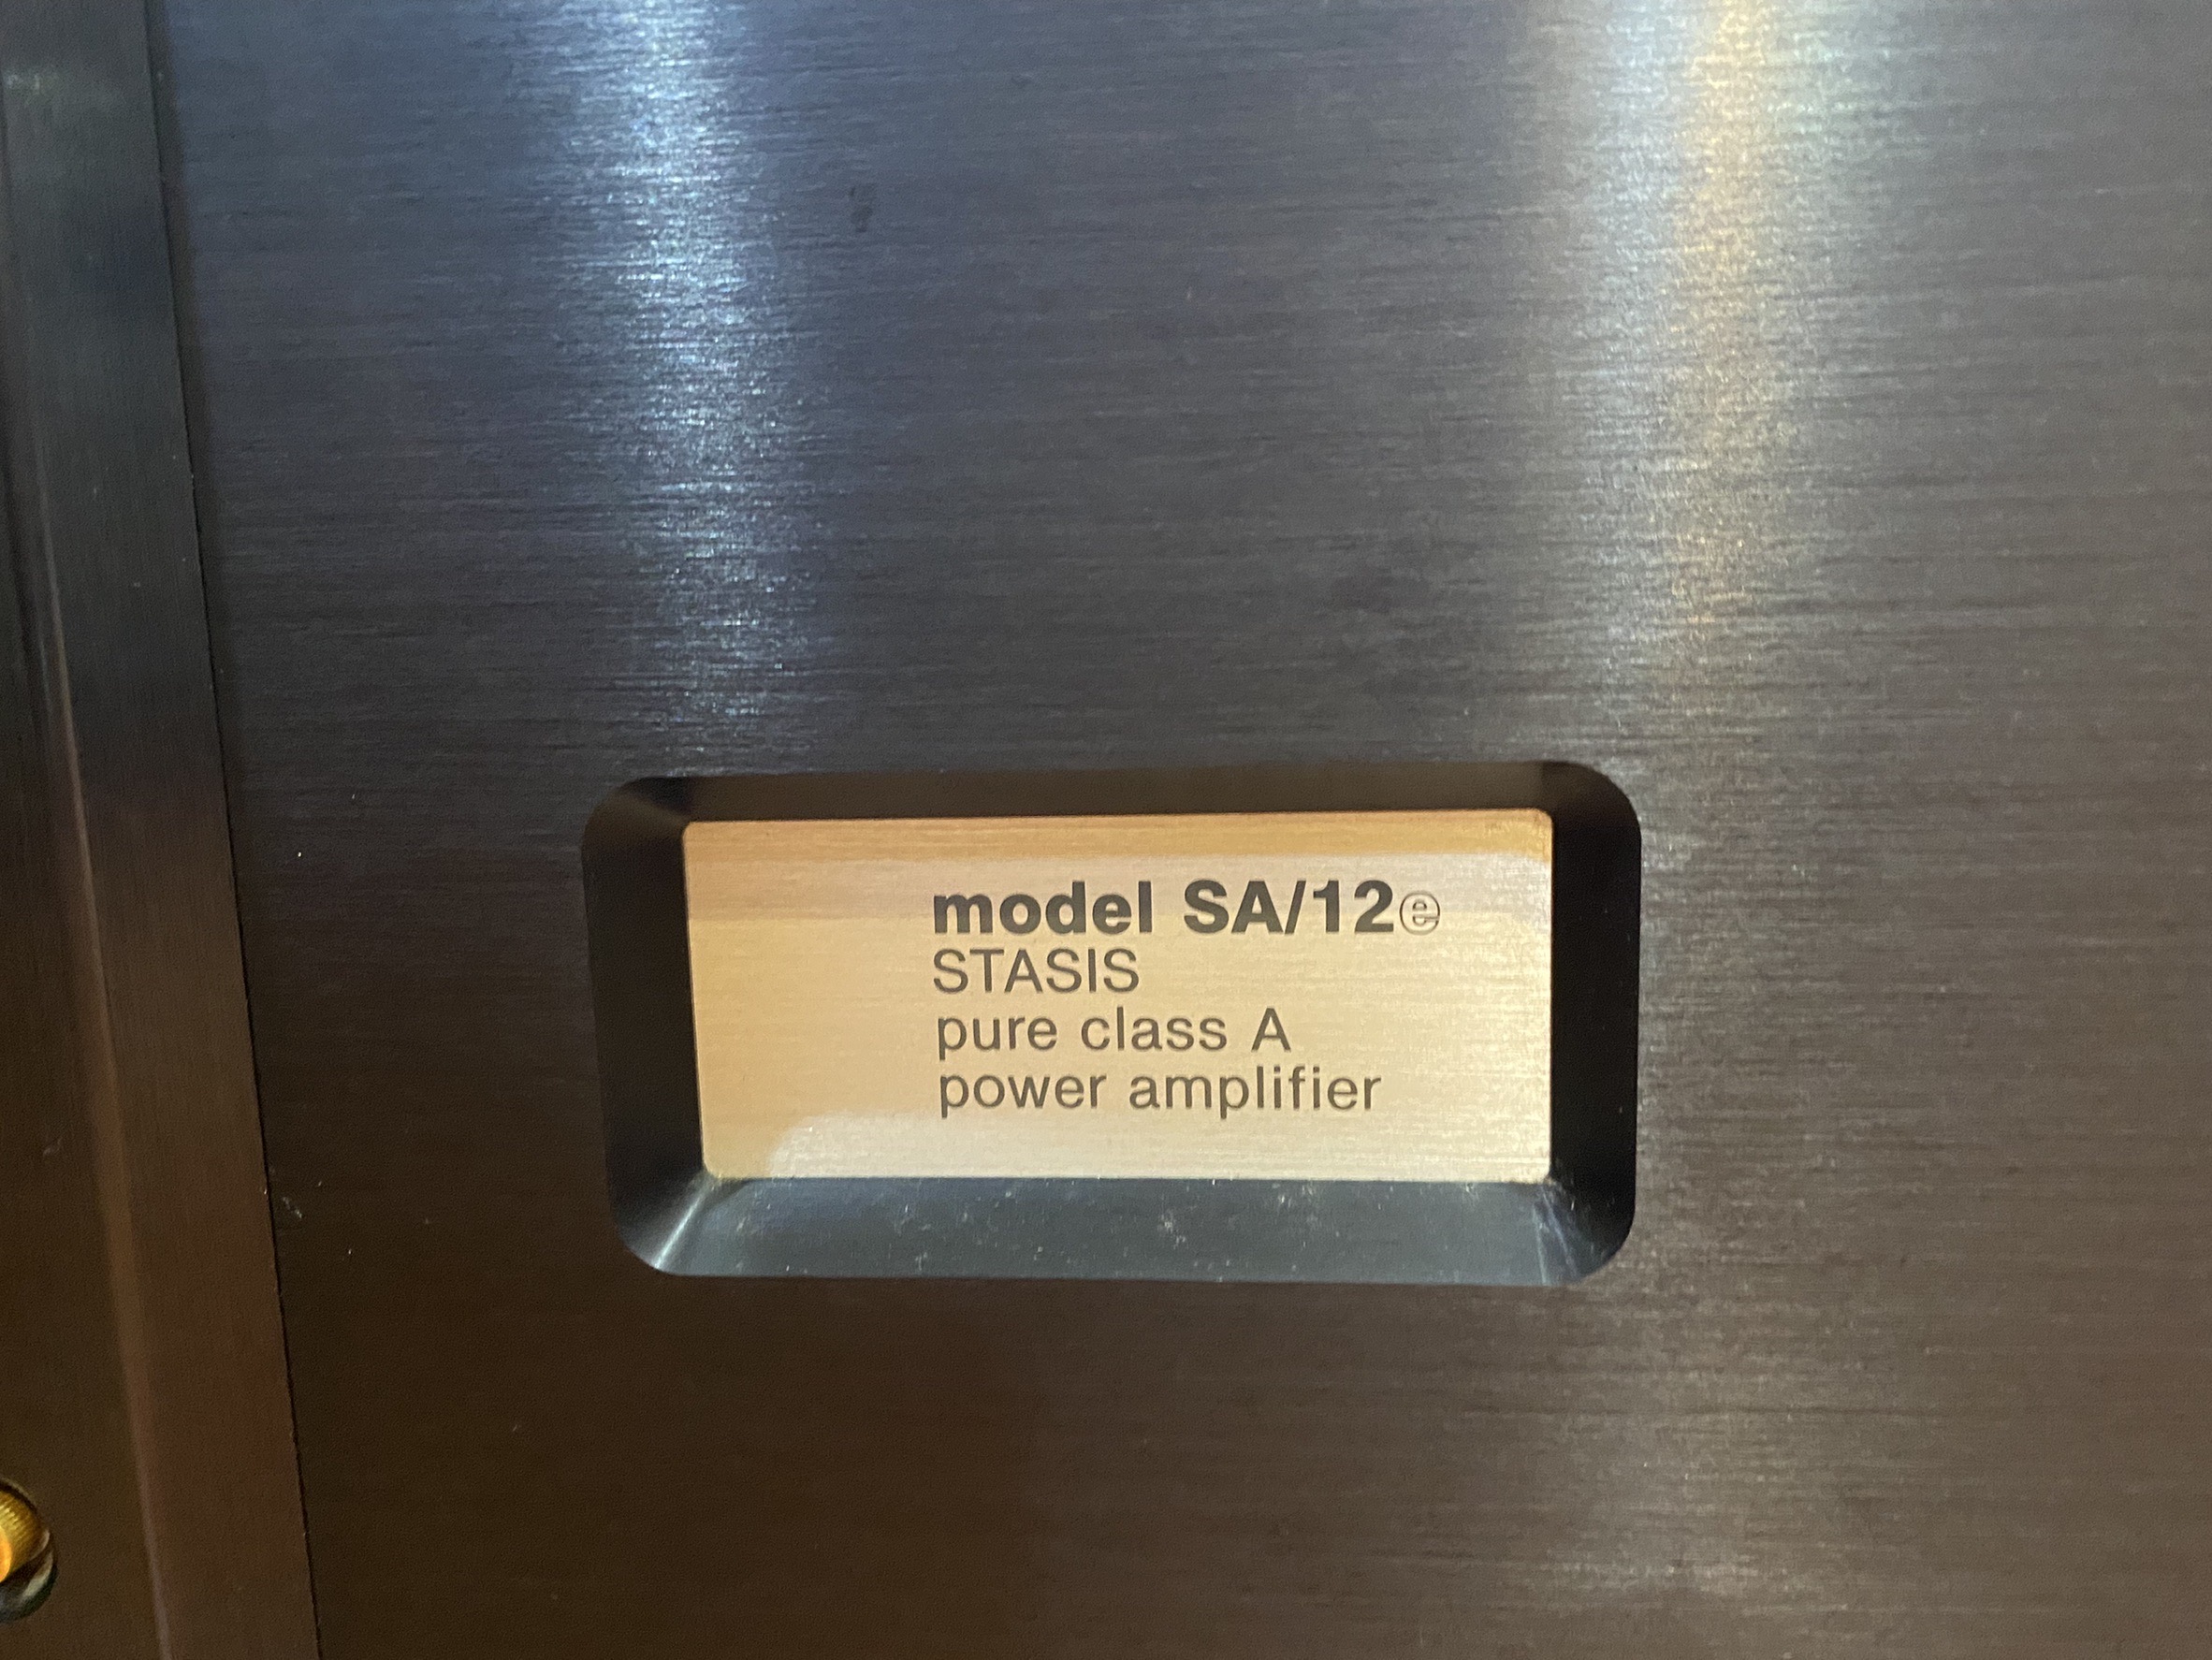 model SA/12e
STASIS
pure class A
power amplifier